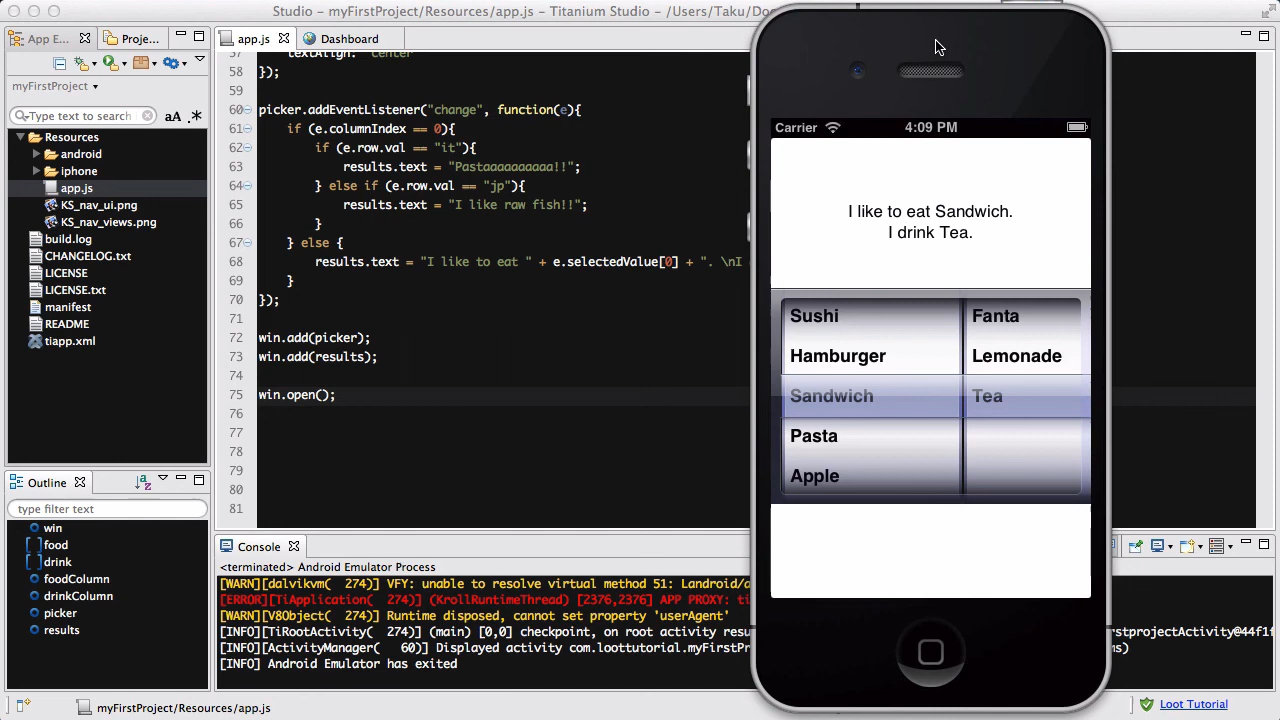 Studio - myFirstProject/Resources/app.js - Titanium Studio - /Users/Taku/Doc
App E
Proje...
app.js
Dashboard
myFirstProject
Type text to search
aA
.*
Resources
android
iphone
app.js
KS_nav_ui.png
KS_nav_views.png
build.log
CHANGELOG.txt
LICENSE
LICENSE.txt
manifest
README
tiapp.xml
57 textAlign: "center"
58 });
59
60 picker.addEventListener("change", function(e){
61 if (e.columnIndex == 0){
62 if (e.row.val == "it"){
63 results.text = "Pastaaaaaaaaaa!!";
64 } else if (e.row.val == "jp"){
65 results.text = "I like raw fish!!";
66 }
67 } else {
68 results.text = "I like to eat " + e.selectedValue[0] + ". \nI
69 }
70 });
71
72 win.add(picker);
73 win.add(results);
74
75 win.open();
76
77
78
79
80
81
Carrier 4:09 PM
I like to eat Sandwich.
I drink Tea.
Sushi Fanta
Hamburger Lemonade
Sandwich Tea
Pasta
Apple
Outline
type filter text
win
food
drink
foodColumn
drinkColumn
picker
results
Console
<terminated> Android Emulator Process
[WARN][dalvikvm( 274)] VFY: unable to resolve virtual method 51: Landroid/a
[ERROR][TiApplication( 274)] (KrollRuntimeThread) [2376,2376] APP PROXY: ti
[WARN][V8Object( 274)] Runtime disposed, cannot set property 'userAgent'
[INFO][TiRootActivity( 274)] (main) [0,0] checkpoint, on root activity resu rstprojectActivity@44f1f
[INFO][ActivityManager( 60)] Displayed activity com.loottutorial.myFirst ms)
[INFO] Android Emulator has exited
myFirstProject/Resources/app.js
Loot Tutorial